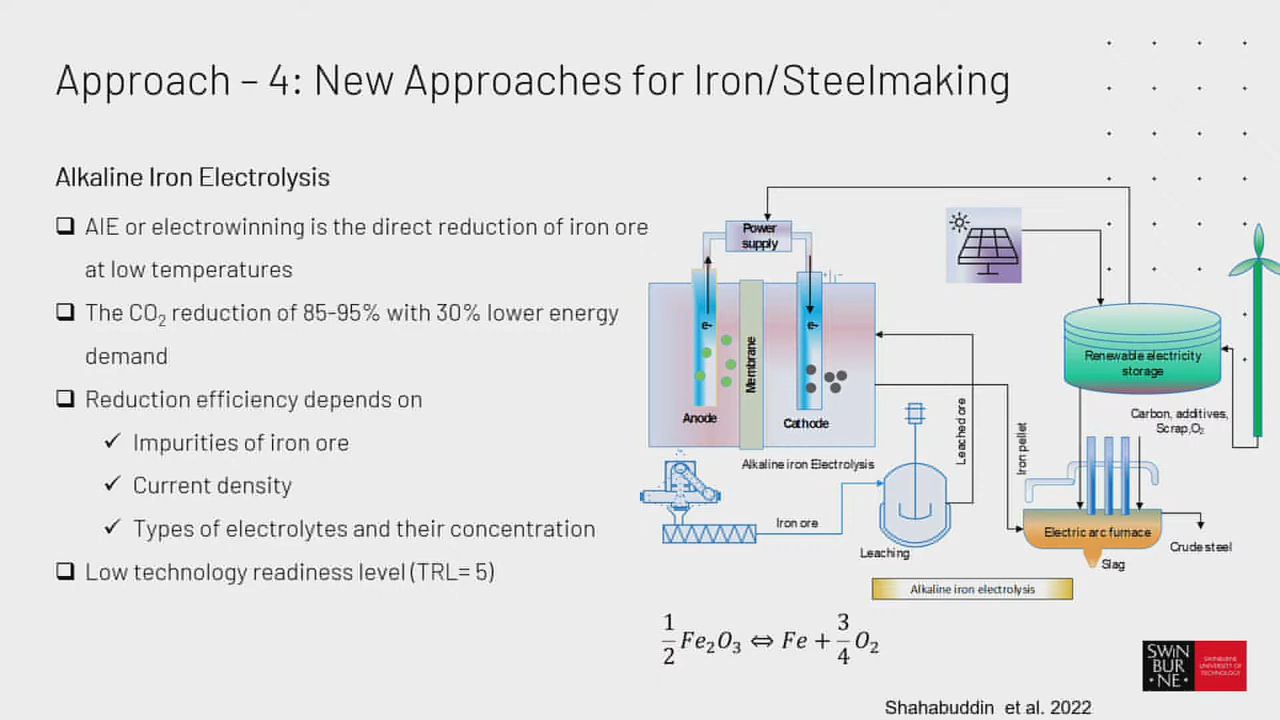 Approach – 4: New Approaches for Iron/Steelmaking
Alkaline Iron Electrolysis
AIE or electrowinning is the direct reduction of iron ore
at low temperatures
The CO₂ reduction of 85-95% with 30% lower energy
demand
Reduction efficiency depends on
Impurities of iron ore
Current density
Types of electrolytes and their concentration
Low technology readiness level (TRL= 5)
Power
supply
e-
e-
Membrane
Anode
Cathode
Alkaline iron Electrolysis
Iron ore
Leaching
Leached ore
Iron pellet
Renewable electricity
storage
Carbon, additives,
Scrap,O₂
Electric arc furnace
Crude steel
Slag
Alkaline iron electrolysis
1/2 Fe₂O₃ ⇔ Fe + 3/4 O₂
SWIN
BUR
• NE •
SWINBURNE
UNIVERSITY OF
TECHNOLOGY
Shahabuddin et al. 2022